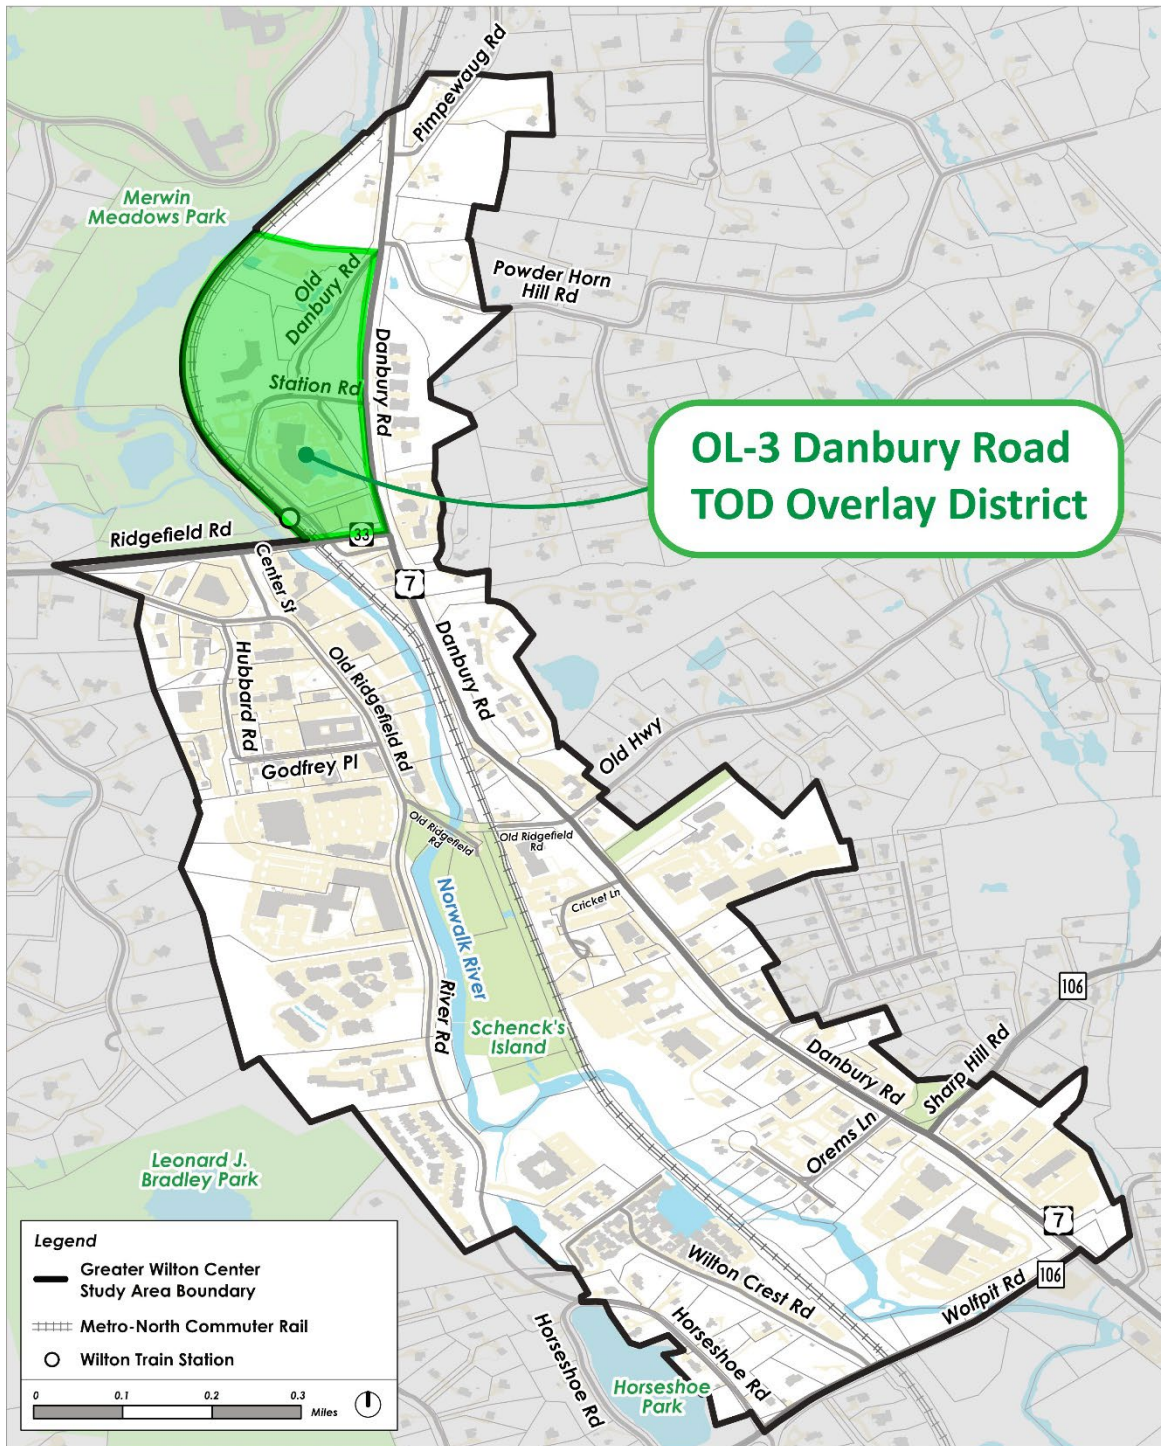 Pimpewaug Rd
Merwin
Meadows Park
Old
Danbury Rd
Powder Horn
Hill Rd
Danbury Rd
Station Rd
OL-3 Danbury Road
TOD Overlay District
Ridgefield Rd
33
Center St
7
Hubbard Rd
Old Ridgefield Rd
Danbury Rd
Godfrey Pl
Old Hwy
Old Ridgefield
Rd
Old Ridgefield
Rd
Cricket Ln
Norwalk River
River Rd
Schenck's
Island
106
Danbury Rd
Sharp Hill Rd
Orems Ln
Leonard J.
Bradley Park
7
106
Wilton Crest Rd
Wolfpit Rd
Horseshoe Rd
Horseshoe Rd
Horseshoe
Park
Legend
Greater Wilton Center
Study Area Boundary
Metro-North Commuter Rail
Wilton Train Station
0 0.1 0.2 0.3
Miles